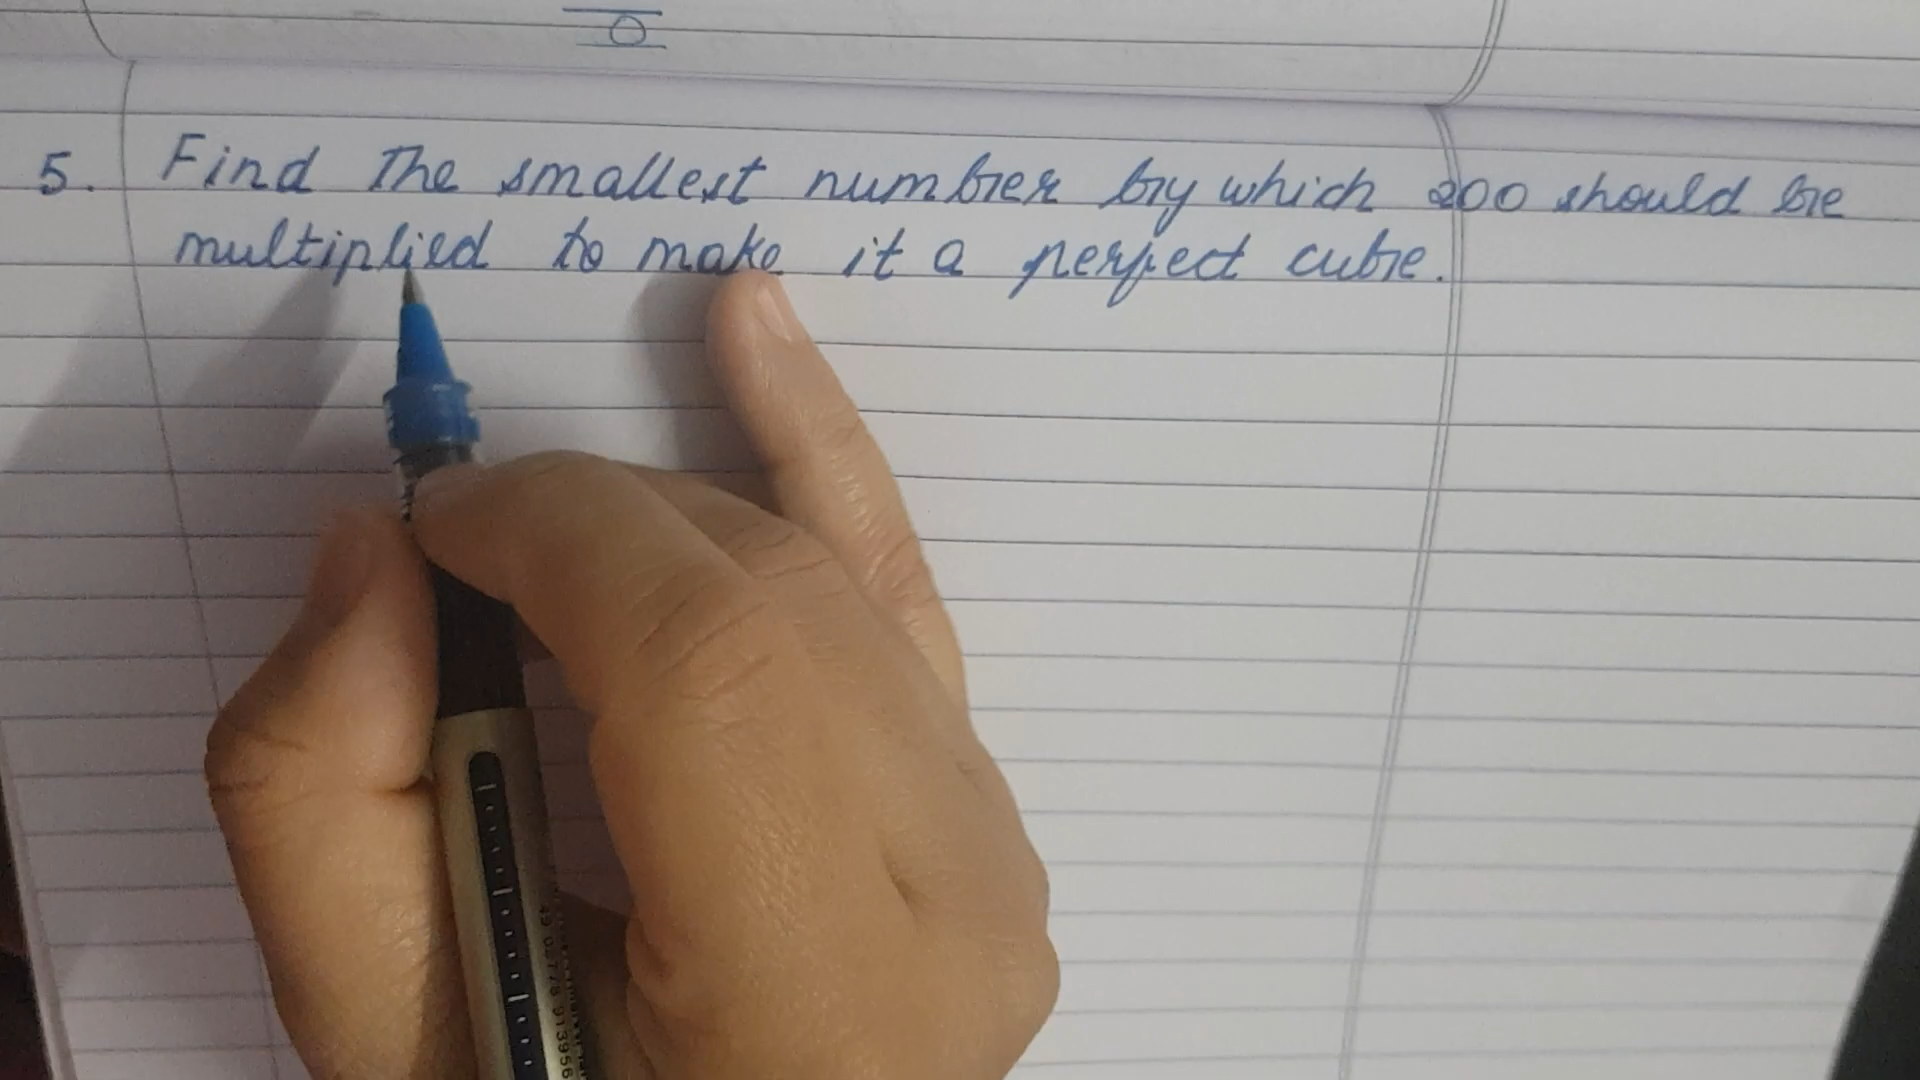 5. Find the smallest number by which 200 should be
multiplied to make it a perfect cube.